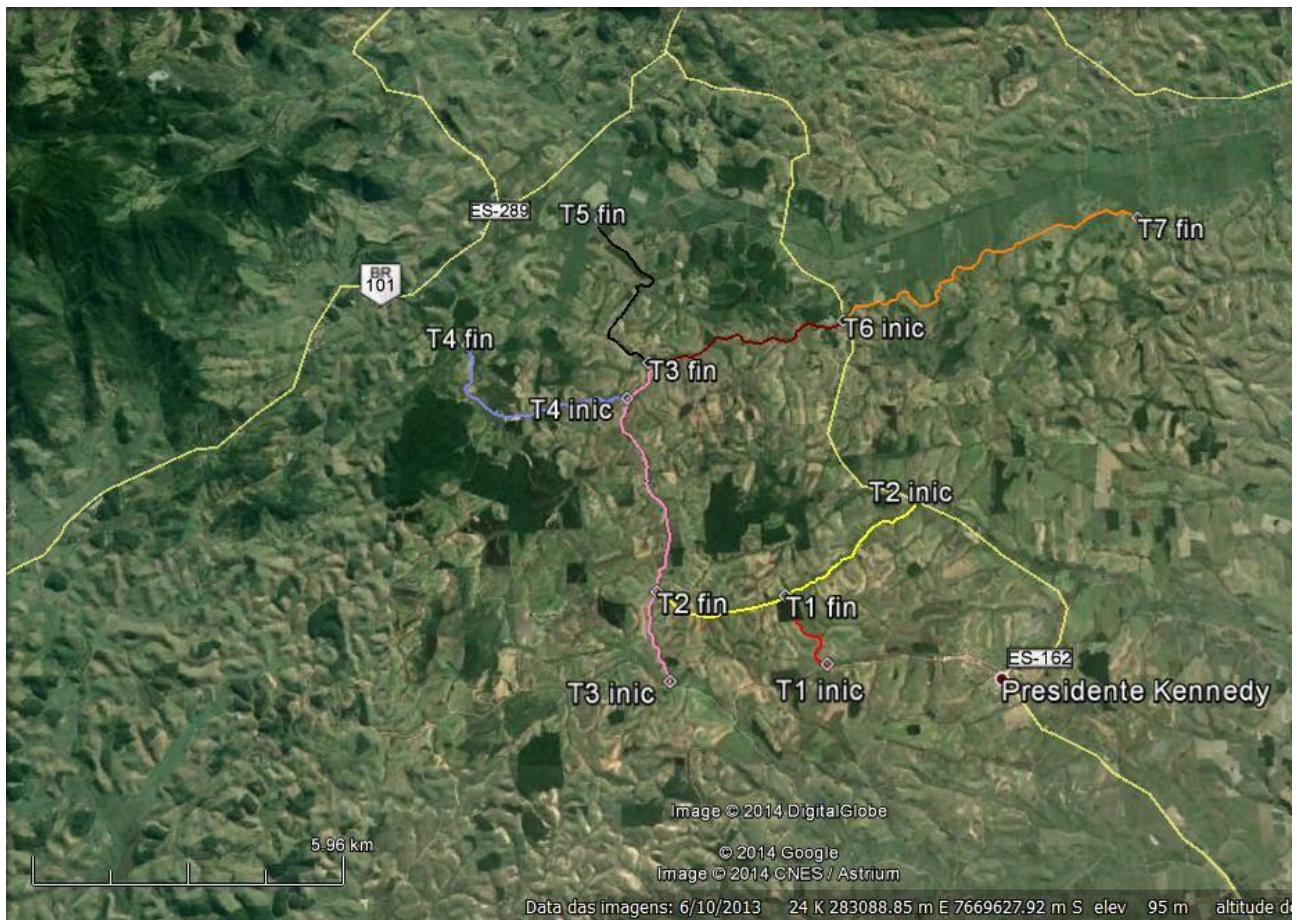 ES-289
T5 fin
T7 fin
BR
101
T6 inic
T4 fin
T3 fin
T4 inic
T2 inic
T2 fin
T1 fin
ES-162
T3 inic
T1 inic
Presidente Kennedy
Image © 2014 DigitalGlobe
5.96 km
© 2014 Google
Image © 2014 CNES / Astrium
Data das imagens: 6/10/2013 24 K 283088.85 m E 7669627.92 m S elev 95 m altitude d